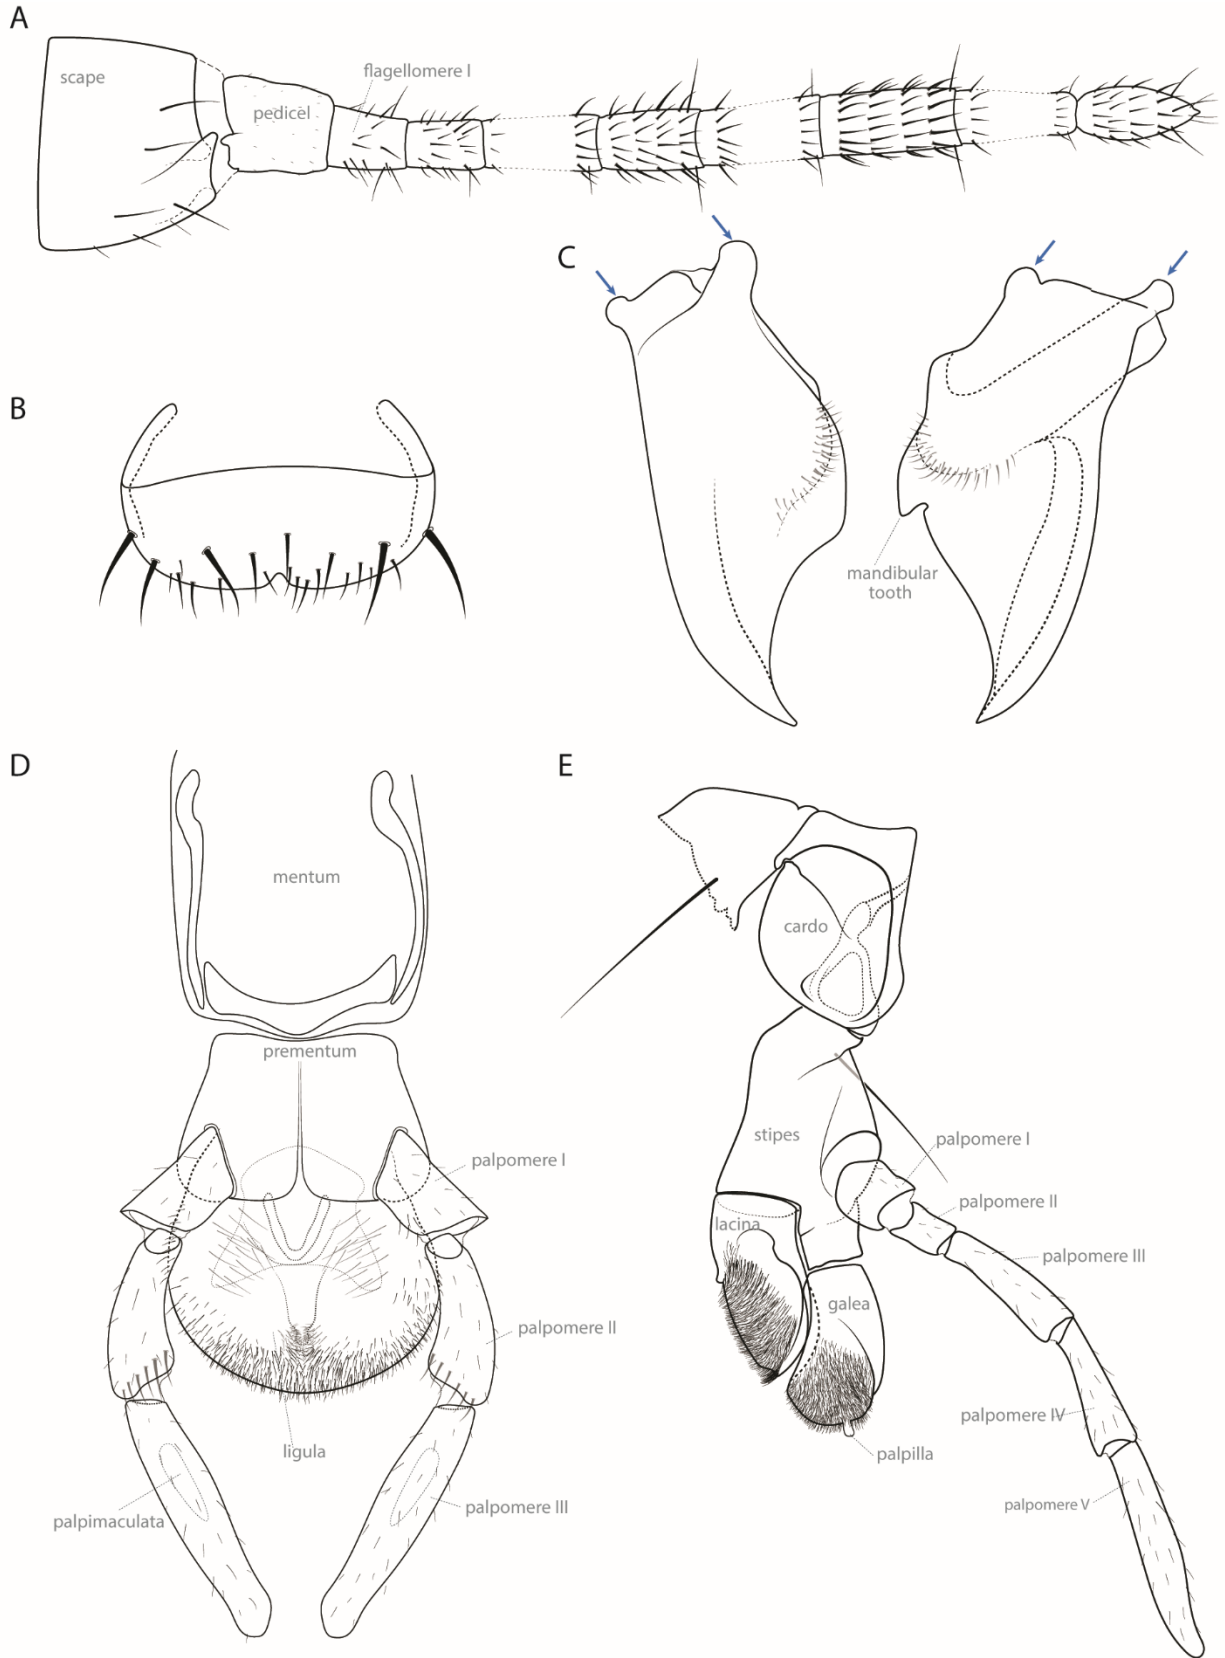 A
scape
pedicel
flagellomere I
B
C
mandibular
tooth
D
mentum
prementum
palpomere I
palpomere II
ligula
palpimaculata
palpomere III
E
cardo
stipes
palpomere I
palpomere II
lacina
palpomere III
galea
palpomere IV
palpilla
palpomere V